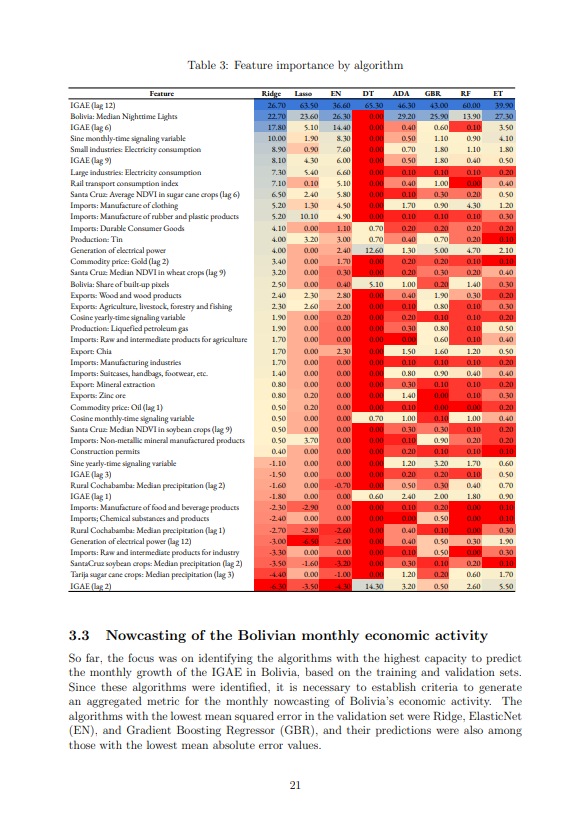 Table 3: Feature importance by algorithm
Feature Ridge Lasso EN DT ADA GBR RF ET
IGAE (lag 12) 26.70 63.50 36.60 65.30 46.30 43.00 60.00 39.90
Bolivia: Median Nighttime Lights 22.70 23.60 26.30 0.00 29.20 25.90 13.90 27.30
IGAE (lag 6) 17.80 5.10 14.40 0.00 0.40 0.60 0.10 3.50
Sine monthly-time signaling variable 10.00 1.90 8.30 0.00 0.50 1.10 0.90 4.10
Small industries: Electricity consumption 8.90 0.90 7.60 0.00 0.70 1.80 1.10 1.80
IGAE (lag 9) 8.10 4.30 6.00 0.00 0.50 1.80 0.40 0.50
Large industries: Electricity consumption 7.30 5.40 6.60 0.00 0.10 0.10 0.10 0.20
Rail transport consumption index 7.10 0.10 5.10 0.00 0.40 1.00 0.00 0.40
Santa Cruz: Average NDVI in sugar cane crops (lag 6) 6.50 2.40 5.80 0.00 0.10 0.30 0.20 0.50
Imports: Manufacture of clothing 5.20 1.30 4.50 0.00 1.70 0.90 4.30 1.20
Imports: Manufacture of rubber and plastic products 5.20 10.10 4.90 0.00 0.10 0.10 0.10 0.30
Imports: Durable Consumer Goods 4.10 0.00 1.10 0.70 0.20 0.20 0.20 0.20
Production: Tin 4.00 3.20 3.00 0.70 0.40 0.70 0.20 0.10
Generation of electrical power 4.00 0.00 2.40 12.60 1.30 5.00 4.70 2.10
Commodity price: Gold (lag 2) 3.40 0.00 1.70 0.00 0.20 0.20 0.10 0.10
Santa Cruz: Median NDVI in wheat crops (lag 9) 3.20 0.00 0.30 0.00 0.20 0.30 0.20 0.40
Bolivia: Share of built-up pixels 2.50 0.00 0.40 5.10 1.00 0.20 1.40 0.30
Exports: Wood and wood products 2.40 2.30 2.80 0.00 0.40 1.90 0.30 0.20
Exports: Agriculture, livestock, forestry and fishing 2.30 2.60 2.00 0.00 0.10 0.80 0.10 0.30
Cosine yearly-time signaling variable 1.90 0.00 0.20 0.00 0.20 0.10 0.10 0.20
Production: Liquefied petroleum gas 1.90 0.00 0.00 0.00 0.30 0.80 0.10 0.50
Imports: Raw and intermediate products for agriculture 1.70 0.00 0.00 0.00 0.00 0.60 0.10 0.40
Export: Chia 1.70 0.00 2.30 0.00 1.50 1.60 1.20 0.50
Imports: Manufacturing industries 1.70 0.00 0.00 0.00 0.10 0.10 0.10 0.20
Imports: Suitcases, handbags, footwear, etc. 1.40 0.00 0.00 0.00 0.80 0.90 0.40 0.40
Export: Mineral extraction 0.80 0.00 0.00 0.00 0.30 0.10 0.10 0.20
Exports: Zinc ore 0.80 0.20 0.00 0.00 1.40 0.00 0.10 0.30
Commodity price: Oil (lag 1) 0.50 0.20 0.00 0.00 0.10 0.00 0.00 0.20
Cosine monthly-time signaling variable 0.50 0.00 0.00 0.70 1.00 0.10 1.00 0.40
Santa Cruz: Median NDVI in soybean crops (lag 9) 0.50 0.00 0.00 0.00 0.30 0.30 0.10 0.20
Imports: Non-metallic mineral manufactured products 0.50 3.70 0.00 0.00 0.10 0.90 0.20 0.20
Construction permits 0.40 0.00 0.00 0.00 0.20 0.10 0.10 0.10
Sine yearly-time signaling variable -1.10 0.00 0.00 0.00 1.20 3.20 1.70 0.60
IGAE (lag 3) -1.50 0.00 0.00 0.00 0.20 0.20 0.10 0.50
Rural Cochabamba: Median precipitation (lag 2) -1.60 0.00 -0.70 0.00 0.50 0.30 0.40 0.70
IGAE (lag 1) -1.80 0.00 0.00 0.60 2.40 2.00 1.80 0.90
Imports: Manufacture of food and beverage products -2.30 -2.90 0.00 0.00 0.10 0.20 0.00 0.10
Imports; Chemical substances and products -2.40 0.00 0.00 0.00 0.00 0.50 0.00 0.10
Rural Cochabamba: Median precipitation (lag 1) -2.70 -2.80 -2.60 0.00 0.40 0.10 0.00 0.30
Generation of electrical power (lag 12) -3.00 -2.00 0.00 0.40 0.50 0.30 1.90
Imports: Raw and intermediate products for industry -3.30 0.00 0.00 0.00 0.10 0.50 0.00 0.30
SantaCruz soybean crops: Median precipitation (lag 2) -3.50 -1.60 -3.20 0.00 0.30 0.10 0.20 0.10
Tarija sugar cane crops: Median precipitation (lag 3) -4.40 0.00 -1.00 0.00 1.20 0.20 0.60 1.70
IGAE (lag 2) -6.30 -3.50 14.30 3.20 0.50 2.60 5.50
3.3 Nowcasting of the Bolivian monthly economic activity
So far, the focus was on identifying the algorithms with the highest capacity to predict
the monthly growth of the IGAE in Bolivia, based on the training and validation sets.
Since these algorithms were identified, it is necessary to establish criteria to generate
an aggregated metric for the monthly nowcasting of Bolivia's economic activity. The
algorithms with the lowest mean squared error in the validation set were Ridge, ElasticNet
(EN), and Gradient Boosting Regressor (GBR), and their predictions were also among
those with the lowest mean absolute error values.
21